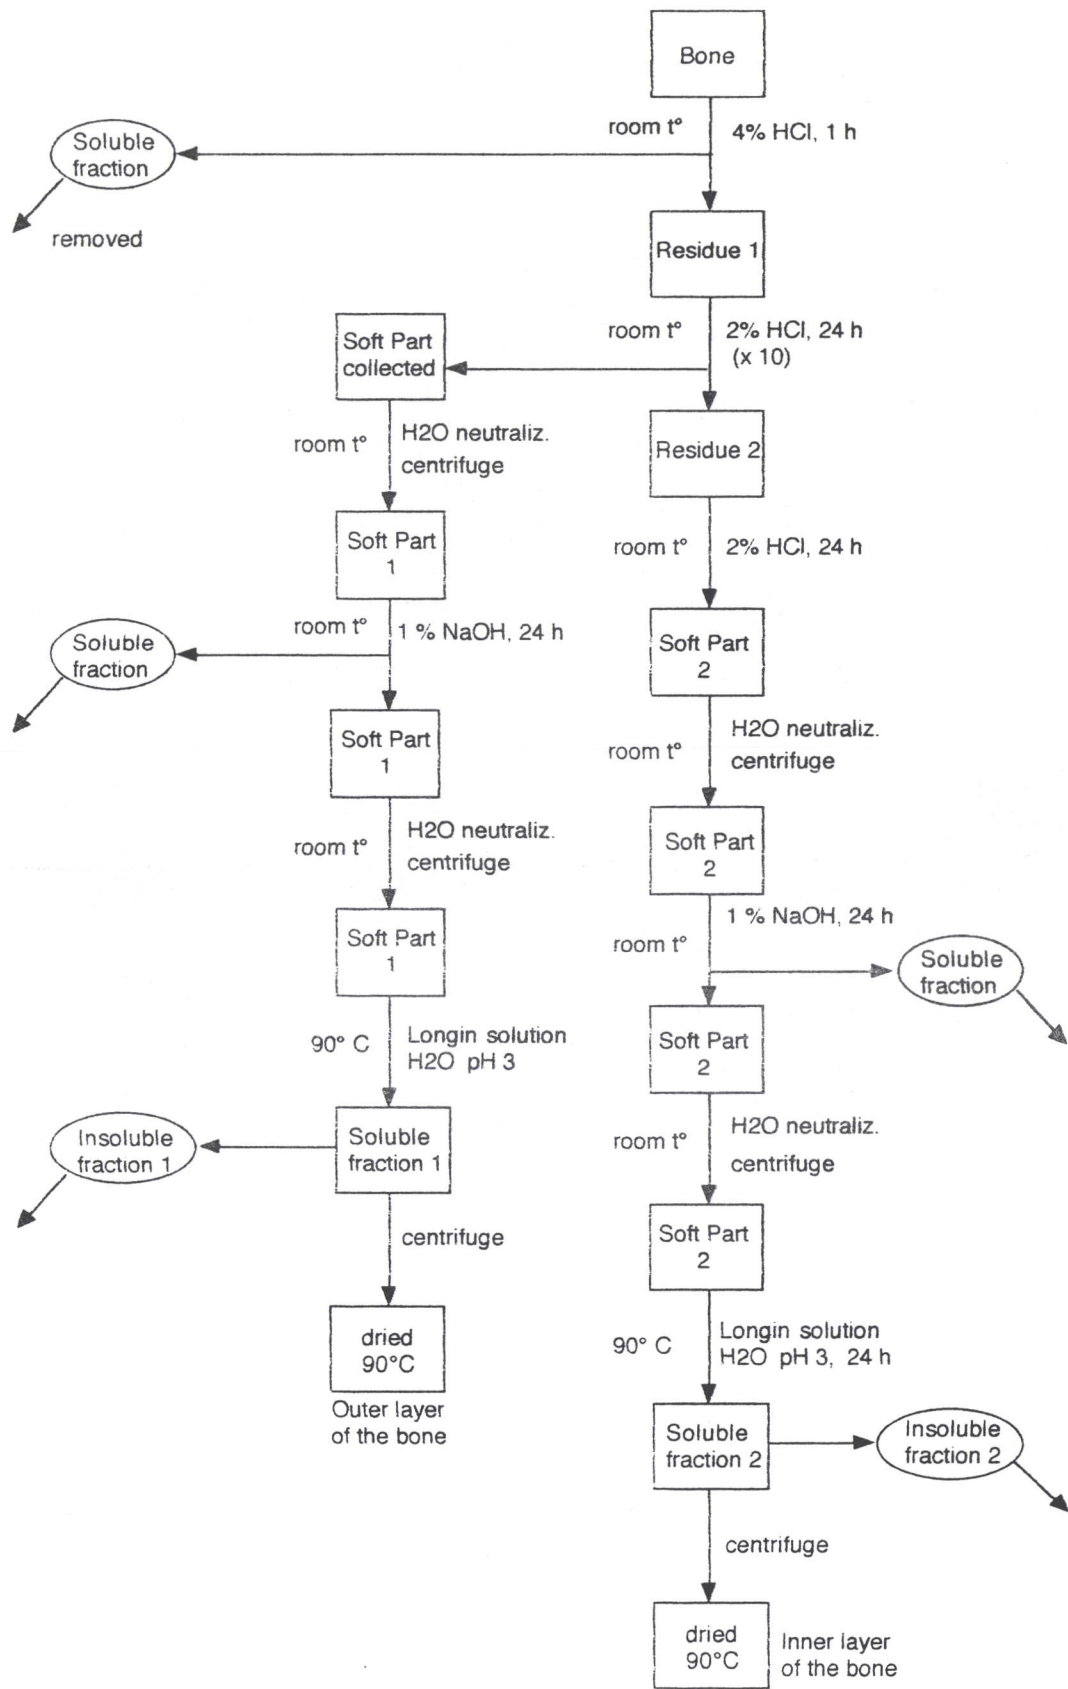 Bone
room t°
4% HCl, 1 h
Soluble
fraction
removed
Residue 1
room t°
2% HCl, 24 h
(x 10)
Soft Part
collected
Residue 2
room t°
H2O neutraliz.
centrifuge
Soft Part
1
room t°
2% HCl, 24 h
room t°
1 % NaOH, 24 h
Soluble
fraction
Soft Part
2
Soft Part
1
room t°
H2O neutraliz.
centrifuge
room t°
H2O neutraliz.
centrifuge
Soft Part
2
Soft Part
1
1 % NaOH, 24 h
room t°
Soluble
fraction
90° C
Longin solution
H2O pH 3
Soft Part
2
Insoluble
fraction 1
Soluble
fraction 1
room t°
H2O neutraliz.
centrifuge
centrifuge
Soft Part
2
dried
90°C
Outer layer
of the bone
90° C
Longin solution
H2O pH 3, 24 h
Soluble
fraction 2
Insoluble
fraction 2
centrifuge
dried
90°C
Inner layer
of the bone